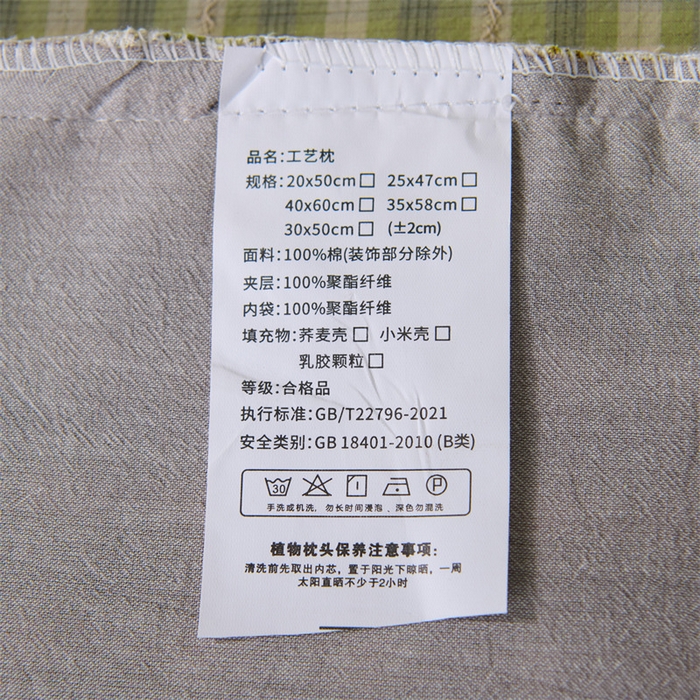 品名:工艺枕
规格:20x50cm□ 25x47cm□
40x60cm□ 35x58cm□
30x50cm□ (±2cm)
面料:100%棉(装饰部分除外)
夹层:100%聚酯纤维
内袋:100%聚酯纤维
填充物:荞麦壳□ 小米壳□
乳胶颗粒□
等级:合格品
执行标准:GB/T22796-2021
安全类别:GB 18401-2010 (B类)
30 P
手洗或机洗,勿长时间浸泡,深色勿混洗
植物枕头保养注意事项:
清洗前先取出内芯,置于阳光下晾晒,一周
太阳直晒不少于2小时